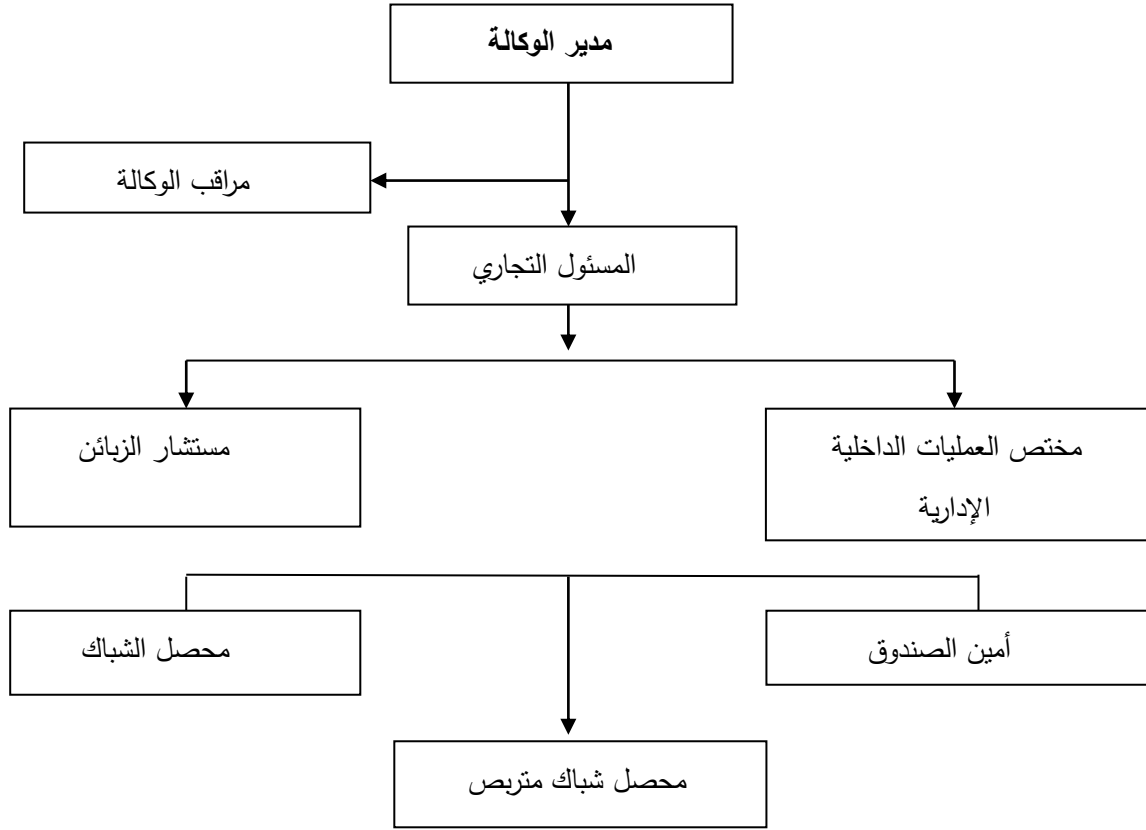 مدير الوكالة
مراقب الوكالة
المسئول التجاري
مختص العمليات الداخلية
الإدارية
مستشار الزبائن
أمين الصندوق
محصل الشباك
محصل شباك متربص